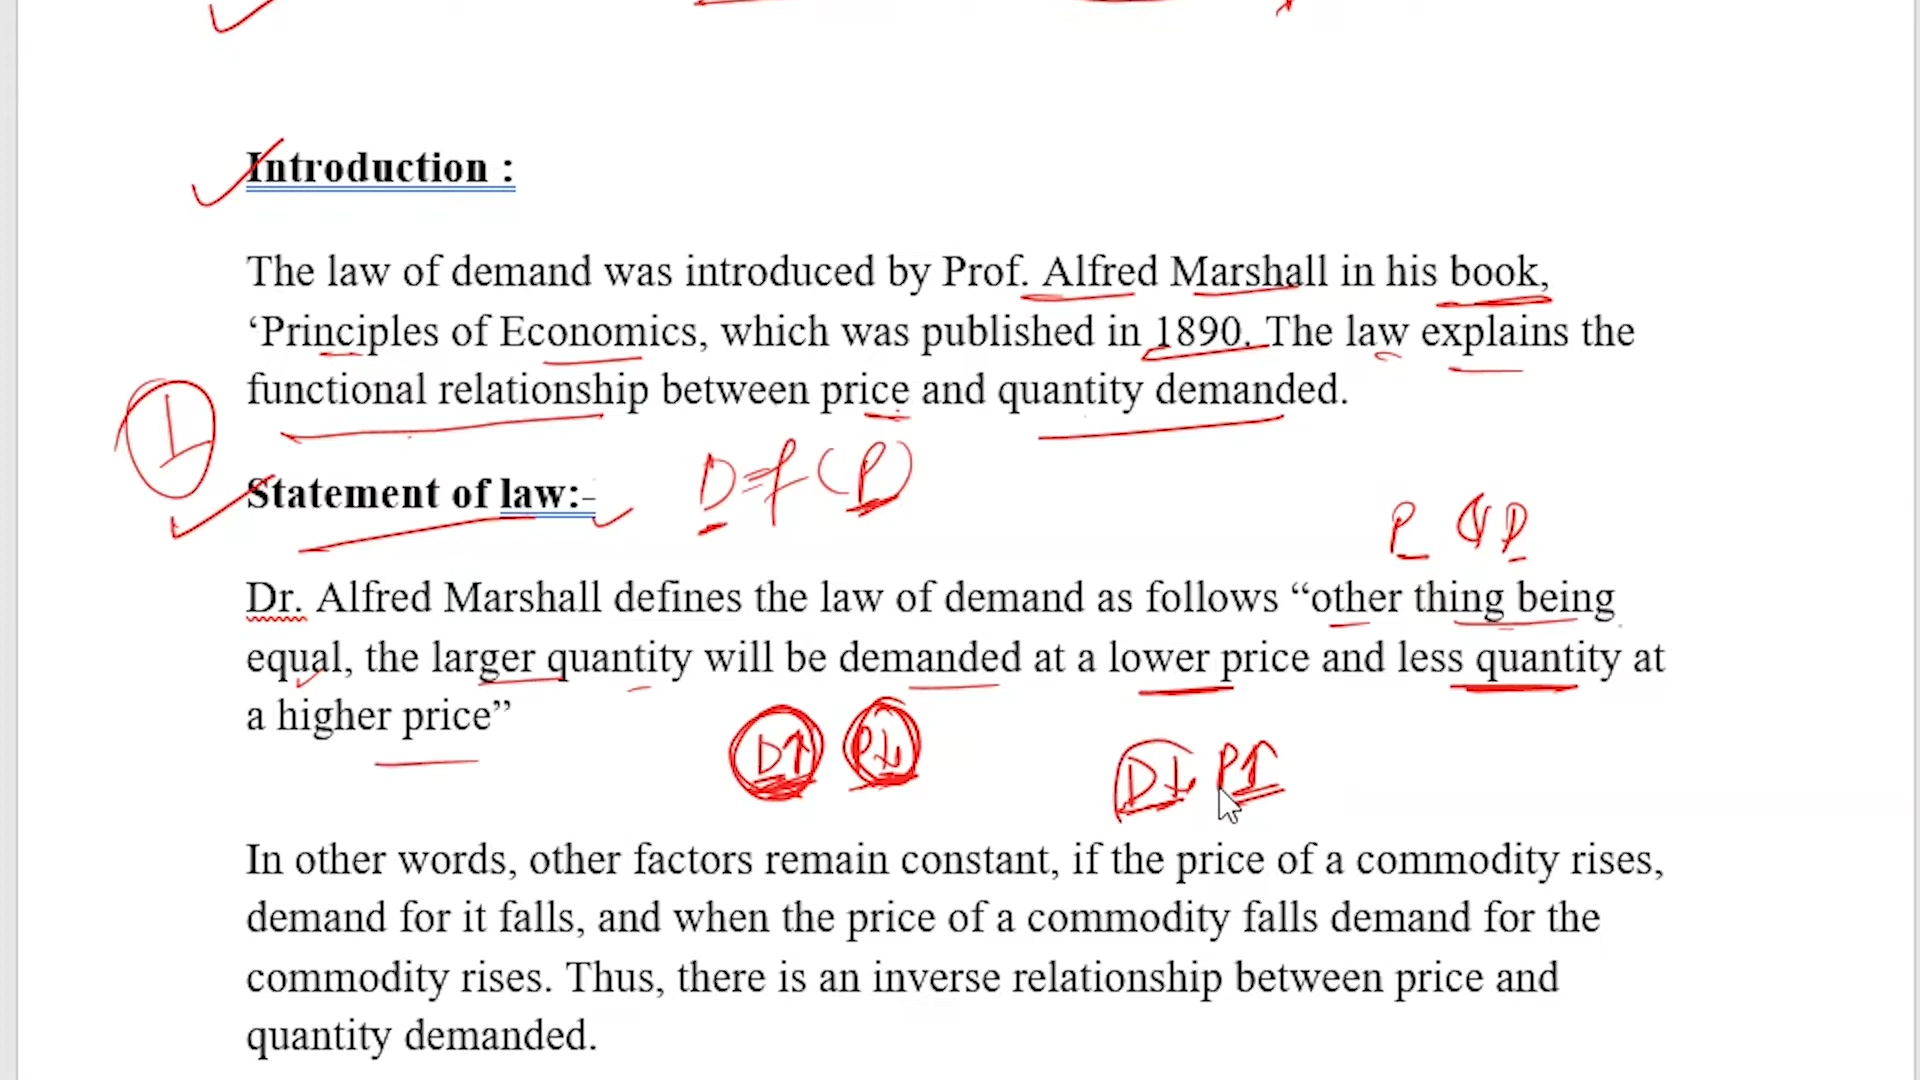 Introduction :
The law of demand was introduced by Prof. Alfred Marshall in his book,
‘Principles of Economics, which was published in 1890. The law explains the
functional relationship between price and quantity demanded.
1
D=f(P)
Statement of law:-
P D
Dr. Alfred Marshall defines the law of demand as follows “other thing being
equal, the larger quantity will be demanded at a lower price and less quantity at
a higher price”
D↑ P↓ D↓ P↑
In other words, other factors remain constant, if the price of a commodity rises,
demand for it falls, and when the price of a commodity falls demand for the
commodity rises. Thus, there is an inverse relationship between price and
quantity demanded.